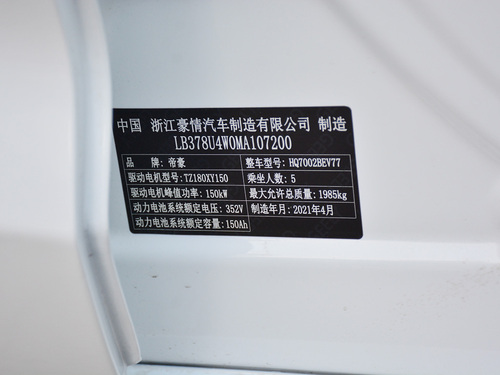 中国 浙江豪情汽车制造有限公司 制造
LB378U4W0MA107200
品 牌：帝豪 整车型号：HQ7002BEV77
驱动电机型号：TZ180XY150 乘坐人数：5
驱动电机峰值功率：150kW 最大允许总质量：1985kg
动力电池系统额定电压：352V 制造年月：2021年4月
动力电池系统额定容量：150Ah